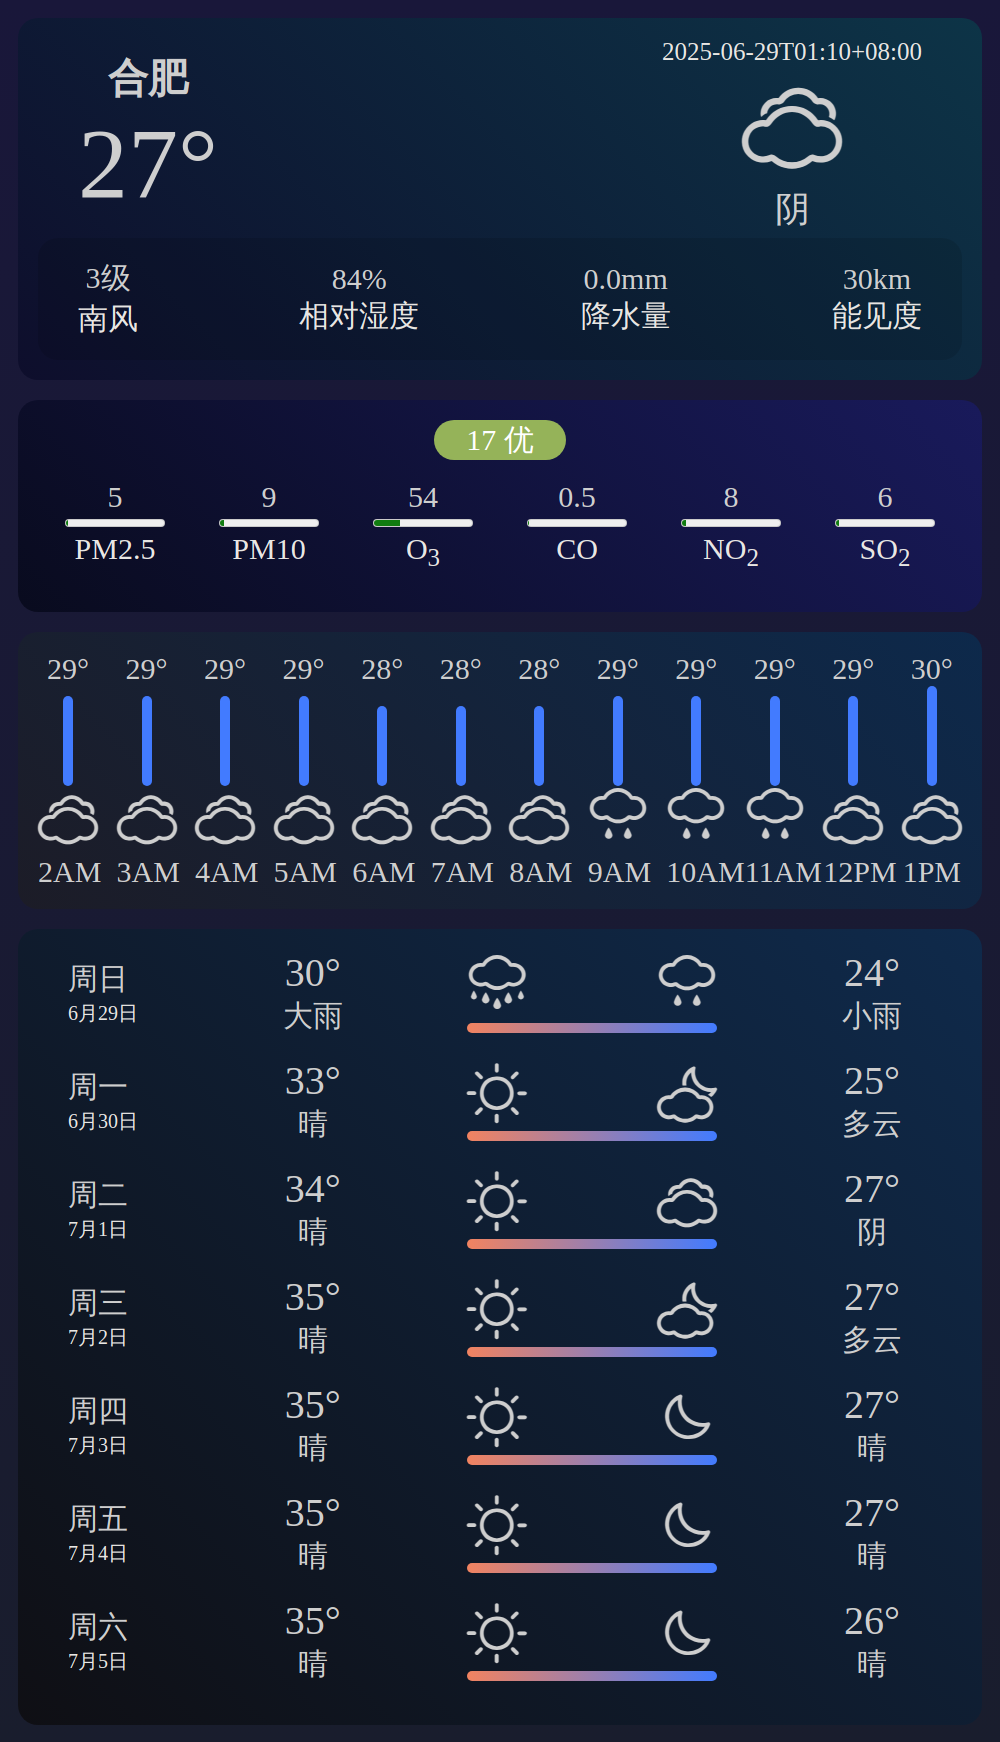 合肥
27°
2025-06-29T01:10+08:00
阴
3级 84% 0.0mm 30km
南风 相对湿度 降水量 能见度
17 优
5 9 54 0.5 8 6
PM2.5 PM10 O3 CO NO2 SO2
29° 29° 29° 29° 28° 28° 28° 29° 29° 29° 29° 30°
2AM 3AM 4AM 5AM 6AM 7AM 8AM 9AM 10AM 11AM 12PM 1PM
周日 30° 24°
6月29日 大雨 小雨
周一 33° 25°
6月30日 晴 多云
周二 34° 27°
7月1日 晴 阴
周三 35° 27°
7月2日 晴 多云
周四 35° 27°
7月3日 晴 晴
周五 35° 27°
7月4日 晴 晴
周六 35° 26°
7月5日 晴 晴